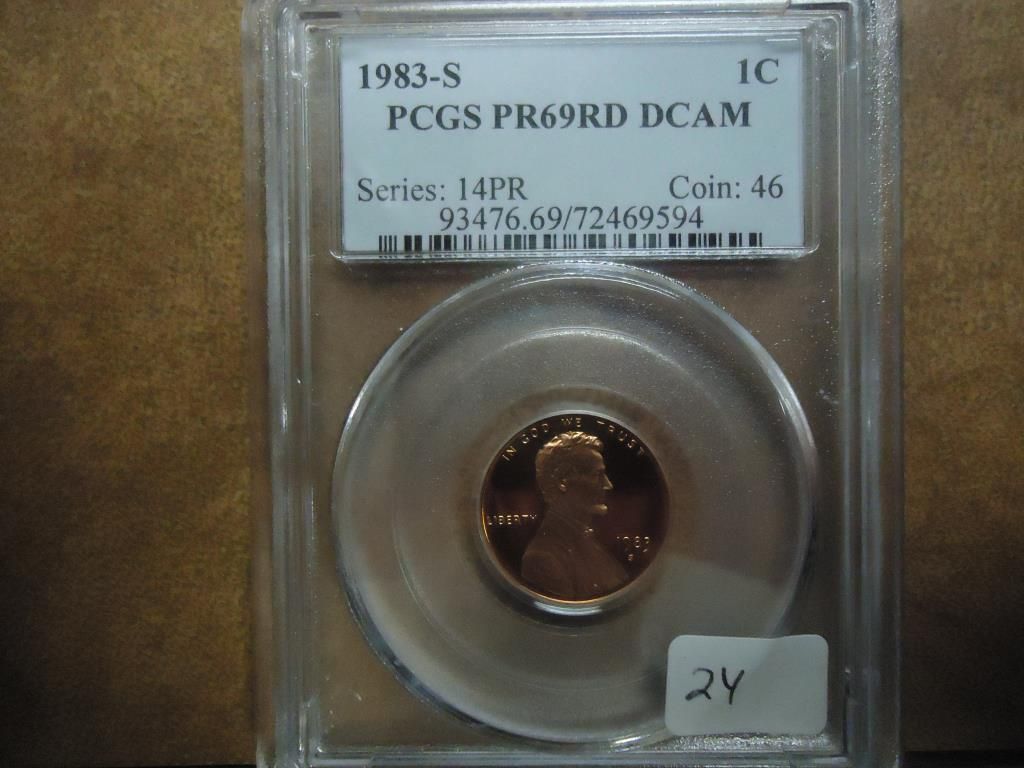 1983-S 1C
PCGS PR69RD DCAM
Series: 14PR Coin: 46
93476.69/72469594
IN GOD WE TRUST
LIBERTY
1983
S
24